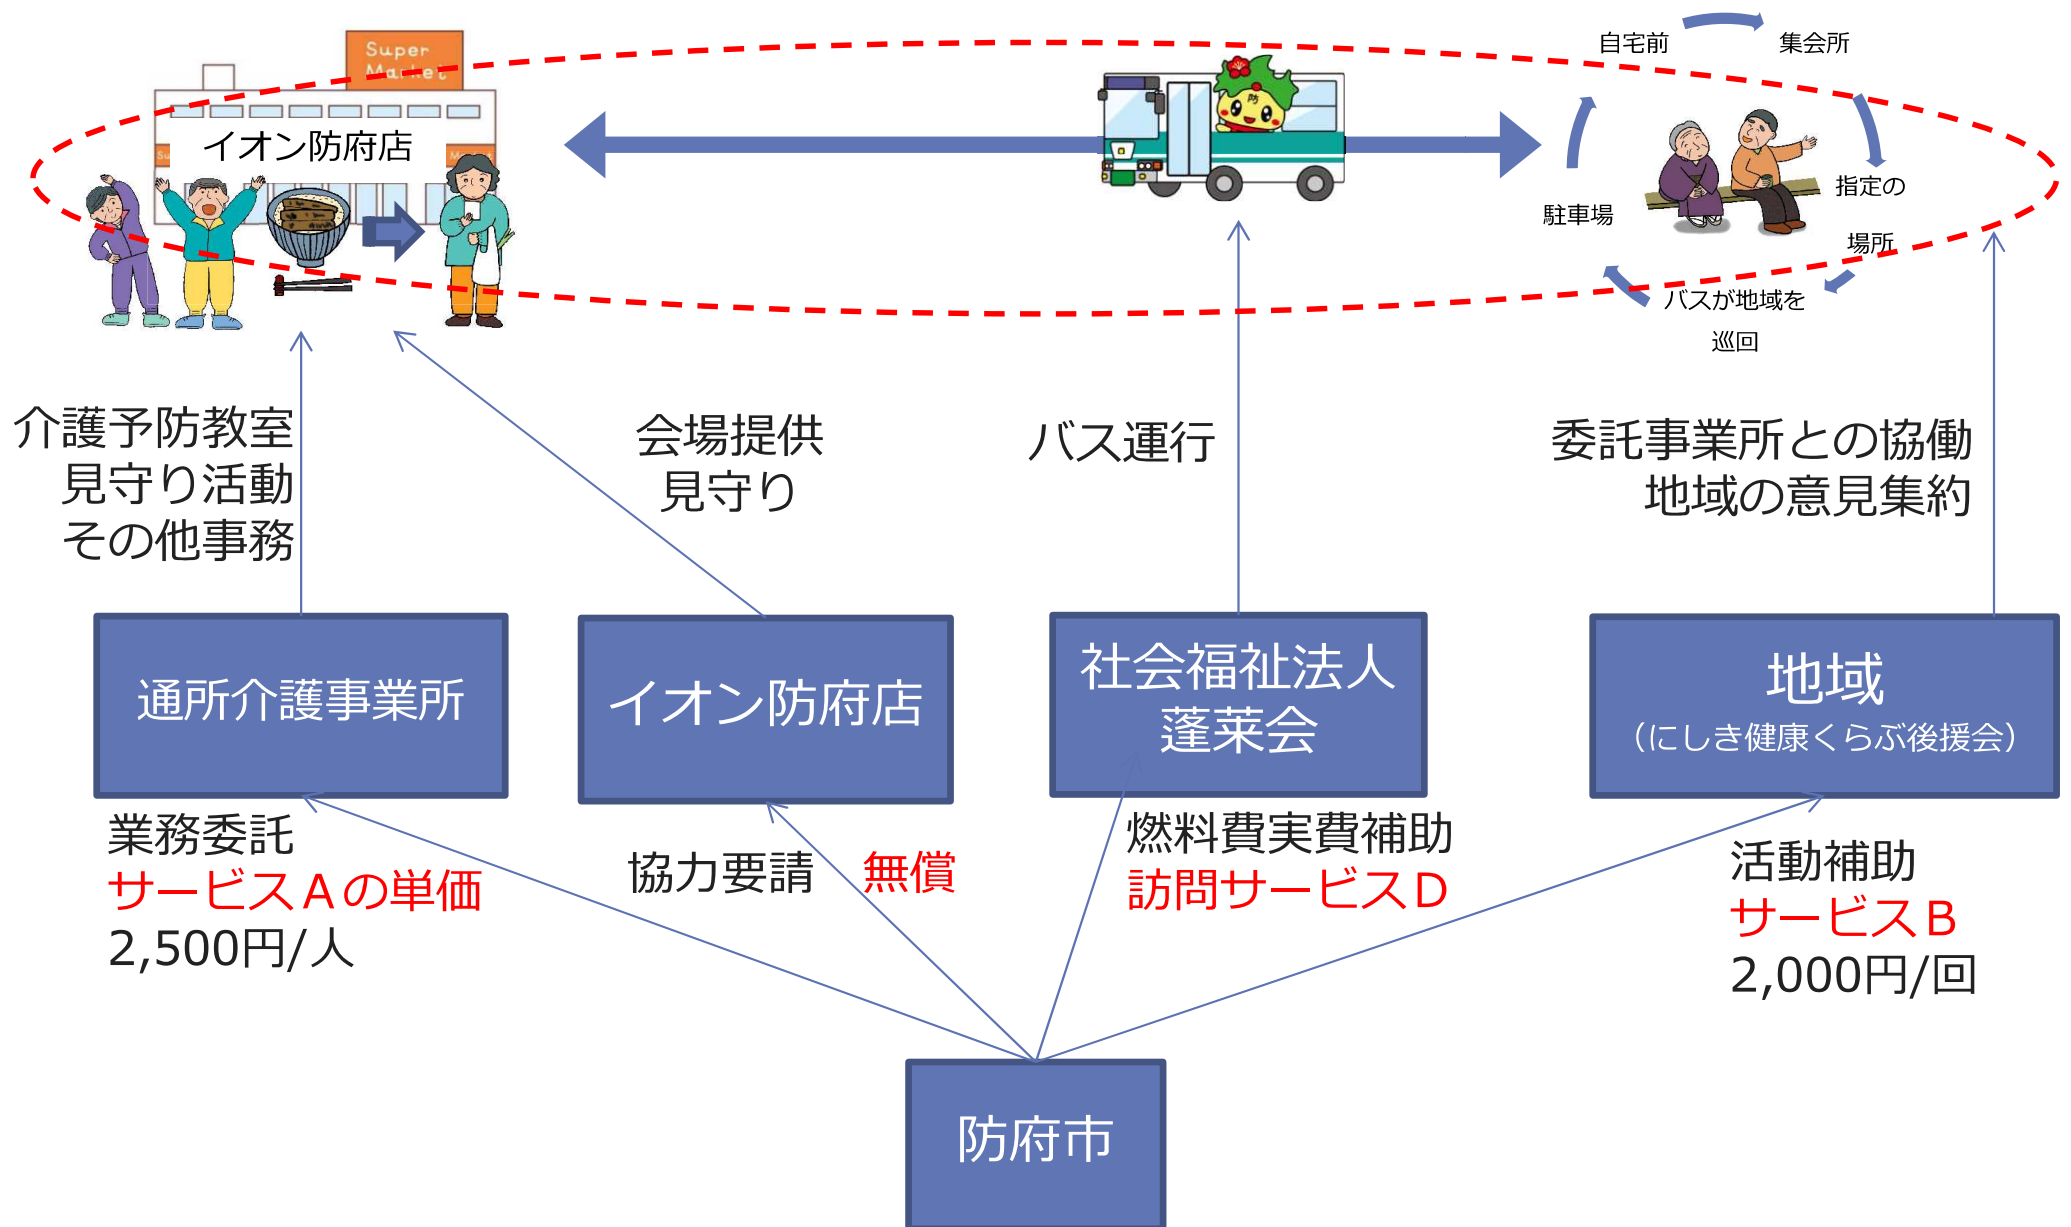 Super
Market
イオン防府店
Su
Market
防
自宅前
集会所
指定の
場所
バスが地域を
巡回
駐車場
介護予防教室
見守り活動
その他事務
会場提供
見守り
バス運行
委託事業所との協働
地域の意見集約
通所介護事業所
イオン防府店
社会福祉法人
蓬莱会
地域
（にしき健康くらぶ後援会）
業務委託
サービスAの単価
2,500円/人
協力要請
無償
燃料費実費補助
訪問サービスD
活動補助
サービスB
2,000円/回
防府市